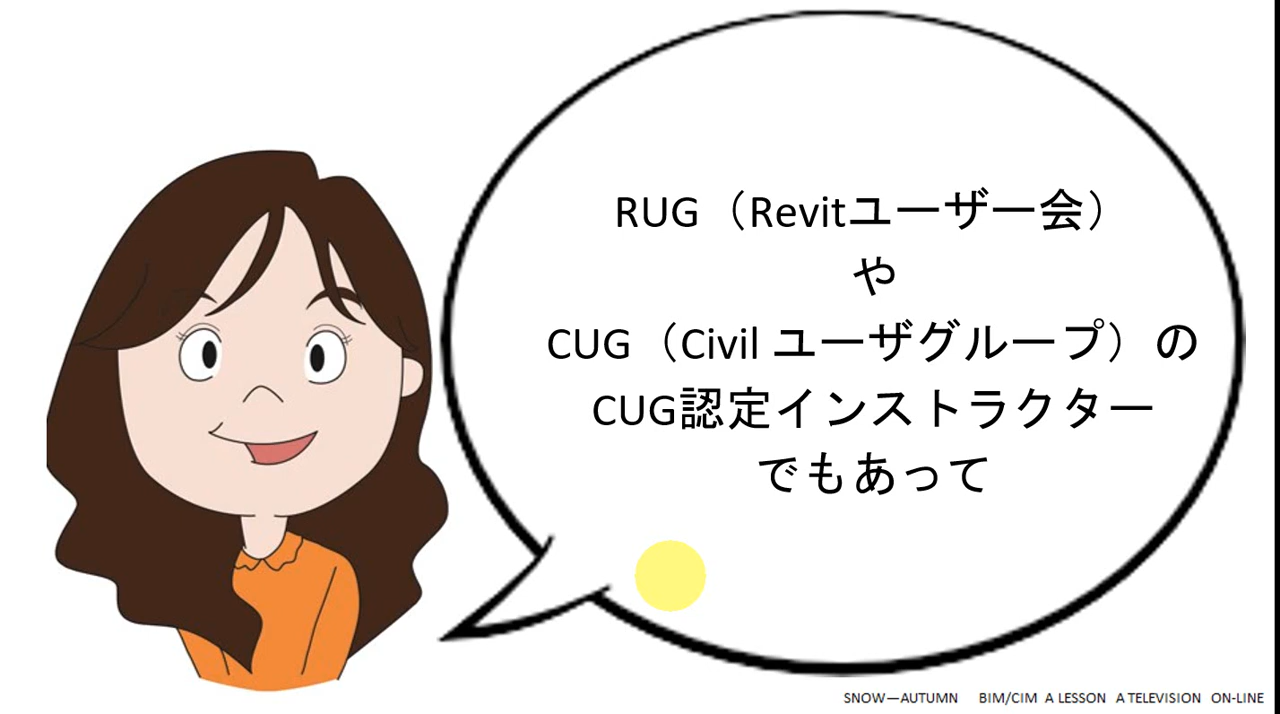 RUG（Revitユーザー会）
や
CUG（Civil ユーザグループ）の
CUG認定インストラクター
でもあって
SNOW―AUTUMN BIM/CIM A LESSON A TELEVISION ON-LINE